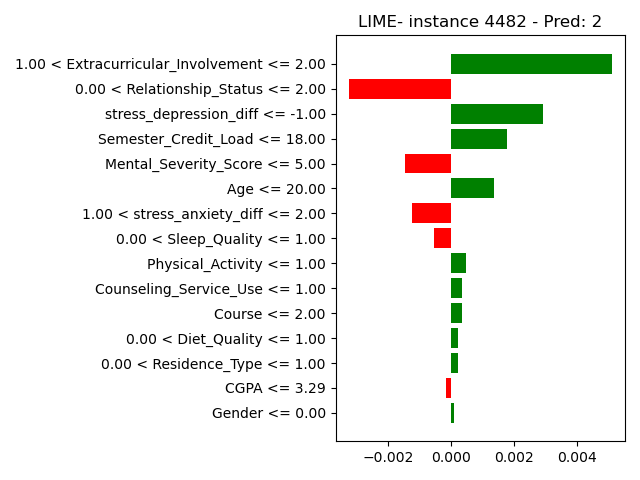 LIME- instance 4482 - Pred: 2
1.00 < Extracurricular_Involvement <= 2.00
0.00 < Relationship_Status <= 2.00
stress_depression_diff <= -1.00
Semester_Credit_Load <= 18.00
Mental_Severity_Score <= 5.00
Age <= 20.00
1.00 < stress_anxiety_diff <= 2.00
0.00 < Sleep_Quality <= 1.00
Physical_Activity <= 1.00
Counseling_Service_Use <= 1.00
Course <= 2.00
0.00 < Diet_Quality <= 1.00
0.00 < Residence_Type <= 1.00
CGPA <= 3.29
Gender <= 0.00
−0.002 0.000 0.002 0.004